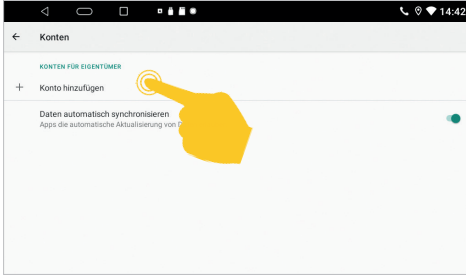 14:42
Konten
KONTEN FÜR EIGENTÜMER
Konto hinzufügen
Daten automatisch synchronisieren
Apps die automatische Aktualisierung von